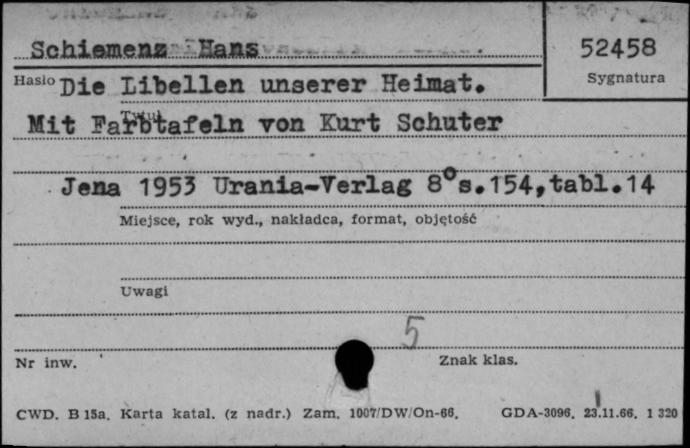 Schiemenz Hans
52458
Hasło
Sygnatura
Die Libellen unserer Heimat.
Tytuł
Mit Farbtafeln von Kurt Schuter
Jena 1953 Urania-Verlag 8° s.154,tabl.14
Miejsce, rok wyd., nakładca, format, objętość
Uwagi
5
Nr inw.
Znak klas.
CWD. B 15a. Karta katal. (z nadr.) Zam. 1007/DW/On-66. GDA-3096. 23.11.66. 1 320